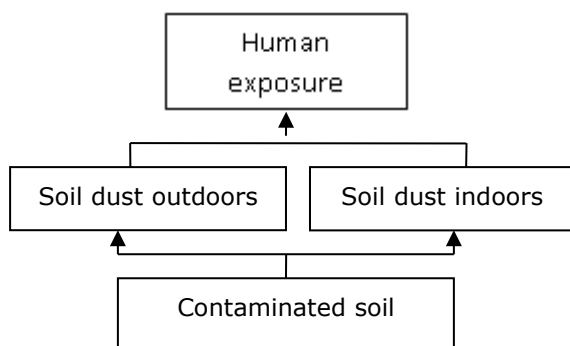 Human
exposure
Soil dust outdoors
Soil dust indoors
Contaminated soil